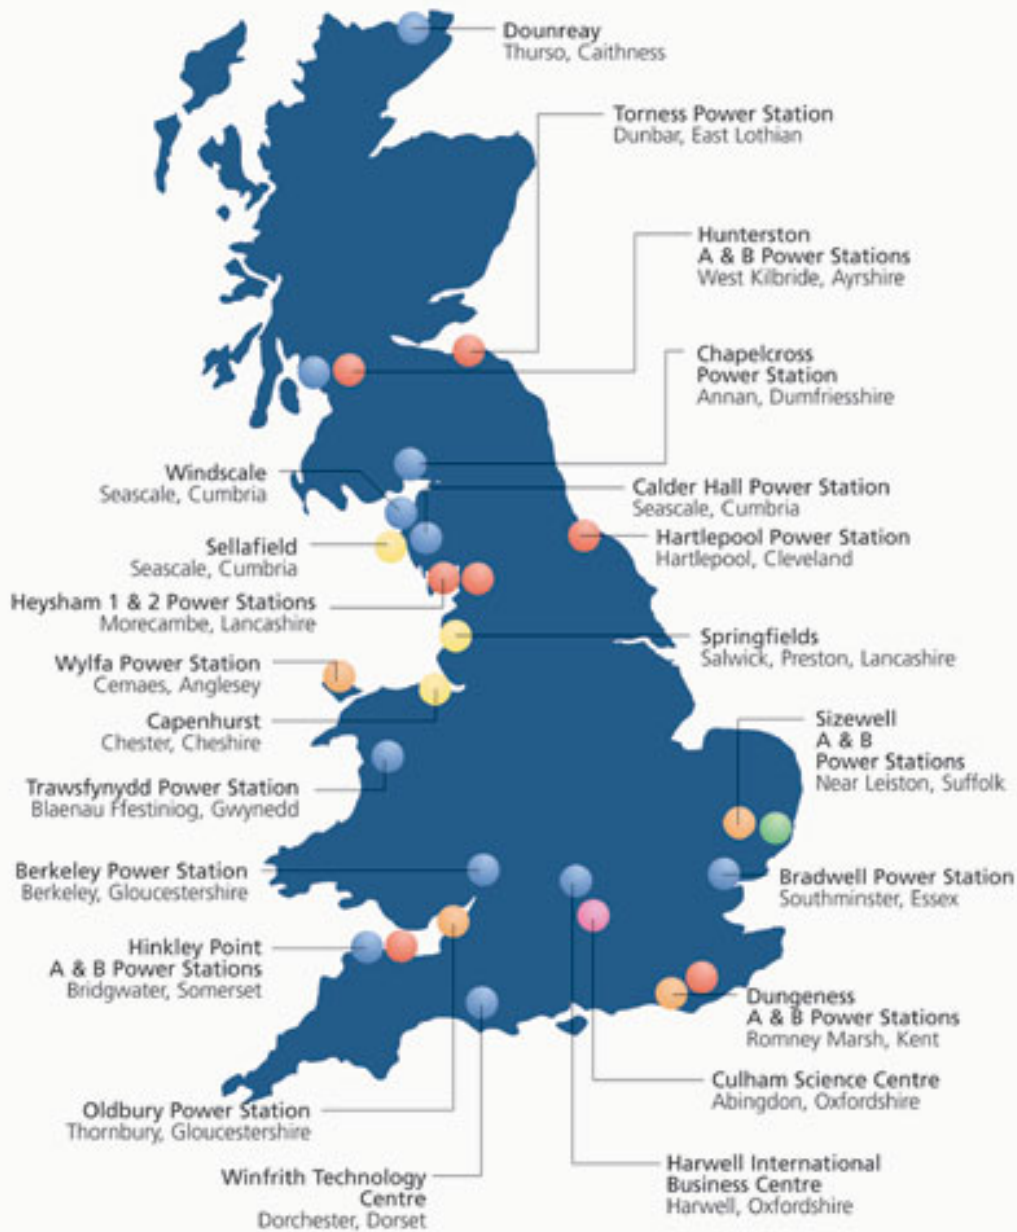 Dounreay
Thurso, Caithness
Torness Power Station
Dunbar, East Lothian
Hunterston
A & B Power Stations
West Kilbride, Ayrshire
Chapelcross
Power Station
Annan, Dumfriesshire
Windscale
Seascale, Cumbria
Calder Hall Power Station
Seascale, Cumbria
Sellafield
Seascale, Cumbria
Hartlepool Power Station
Hartlepool, Cleveland
Heysham 1 & 2 Power Stations
Morecambe, Lancashire
Springfields
Salwick, Preston, Lancashire
Wylfa Power Station
Cemaes, Anglesey
Capenhurst
Chester, Cheshire
Sizewell
A & B
Power Stations
Near Leiston, Suffolk
Trawsfynydd Power Station
Blaenau Ffestiniog, Gwynedd
Berkeley Power Station
Berkeley, Gloucestershire
Bradwell Power Station
Southminster, Essex
Hinkley Point
A & B Power Stations
Bridgwater, Somerset
Dungeness
A & B Power Stations
Romney Marsh, Kent
Culham Science Centre
Abingdon, Oxfordshire
Oldbury Power Station
Thornbury, Gloucestershire
Harwell International
Business Centre
Harwell, Oxfordshire
Winfrith Technology
Centre
Dorchester, Dorset